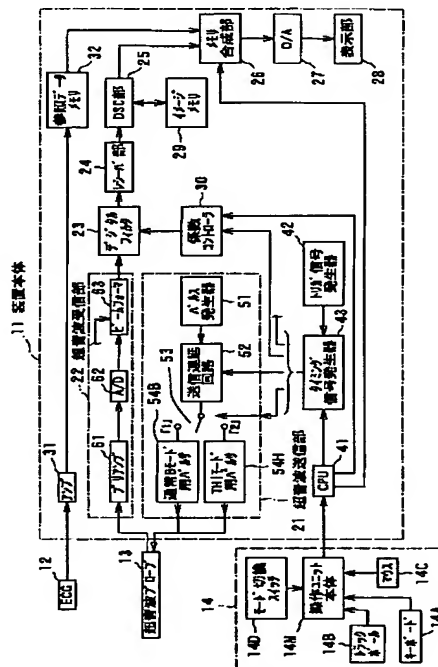 11 装置本体
12
ECG
31
アンプ
32
参照データ
メモリ
メモリ
合成部
26
D/A
27
表示部
28
25
DSC部
イメージ
メモリ
29
24
レシーバ部
23
デジタル
フィルタ
30
係数
コントローラ
22 超音波受信部
61
プリアンプ
62
A/D
63
ビームフォーマ
13
超音波プローブ
54B
通常Bモード
用パルサ
THIモード
用パルサ
54H
T1
T2
53
送信遅延
回路
52
パルス
発生器
51
21 超音波送信部
トリガ信号
発生器
42
タイミング
信号発生器
43
CPU
41
14
モード切換
スイッチ
14D
操作ユニット
本体
14N
マウス
14C
トラック
ボール
14B
キーボード
14A